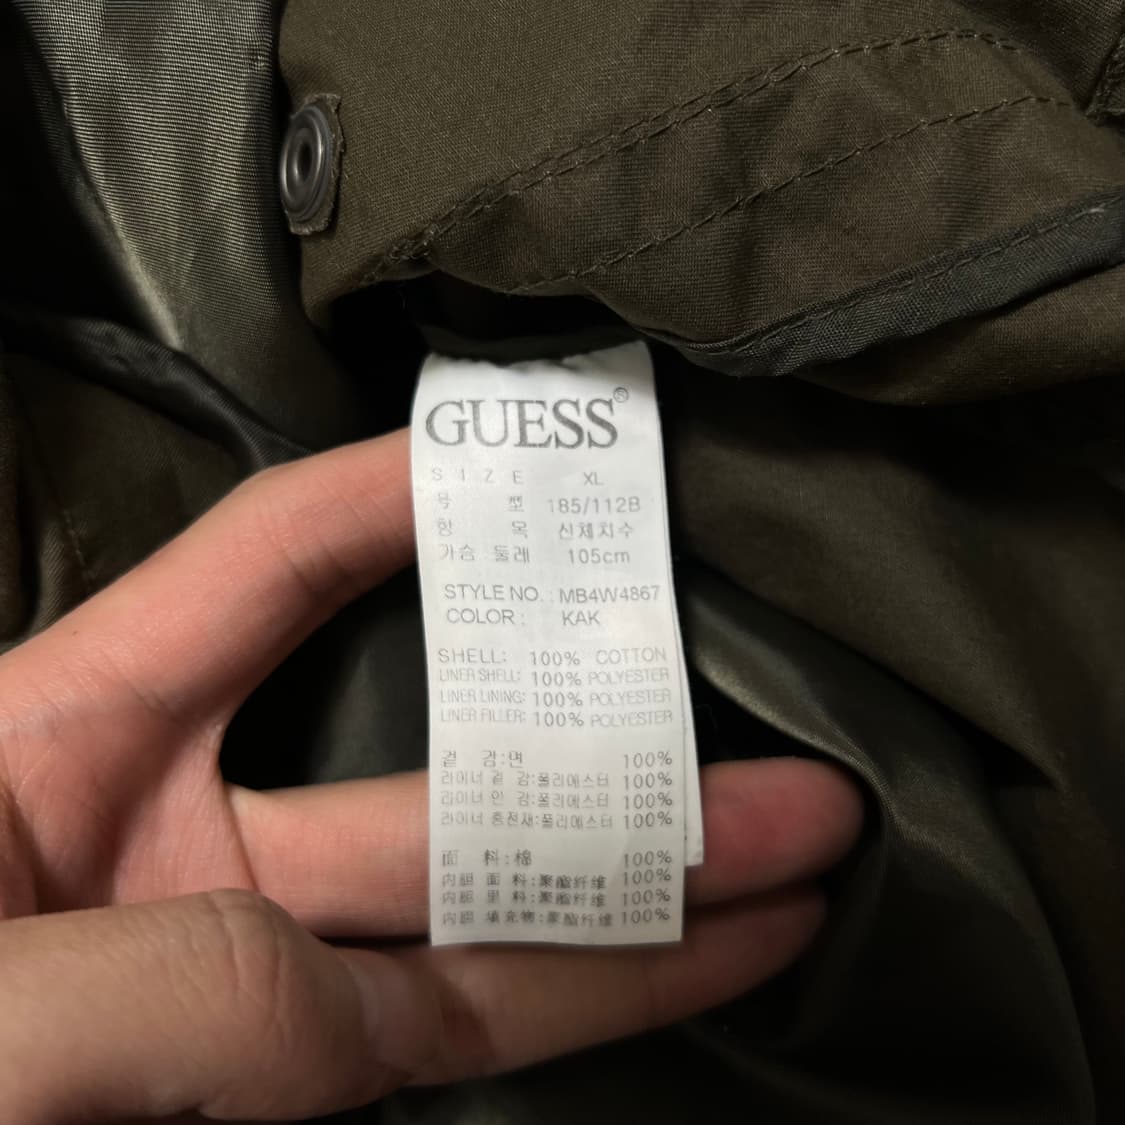 GUESS®
SIZE XL
号 型 185/112B
항 목 신체치수
가슴 둘레 105cm
STYLE NO. : MB4W4867
COLOR : KAK
SHELL: 100% COTTON
LINER SHELL: 100% POLYESTER
LINER LINING: 100% POLYESTER
LINER FILLER: 100% POLYESTER
겉 감:면 100%
라이너 겉 감:폴리에스터 100%
라이너 안 감:폴리에스터 100%
라이너 충전재:폴리에스터 100%
面 料:棉 100%
内胆 面 料:聚酯纤维 100%
内胆 里 料:聚酯纤维 100%
内胆 填充物:聚酯纤维 100%